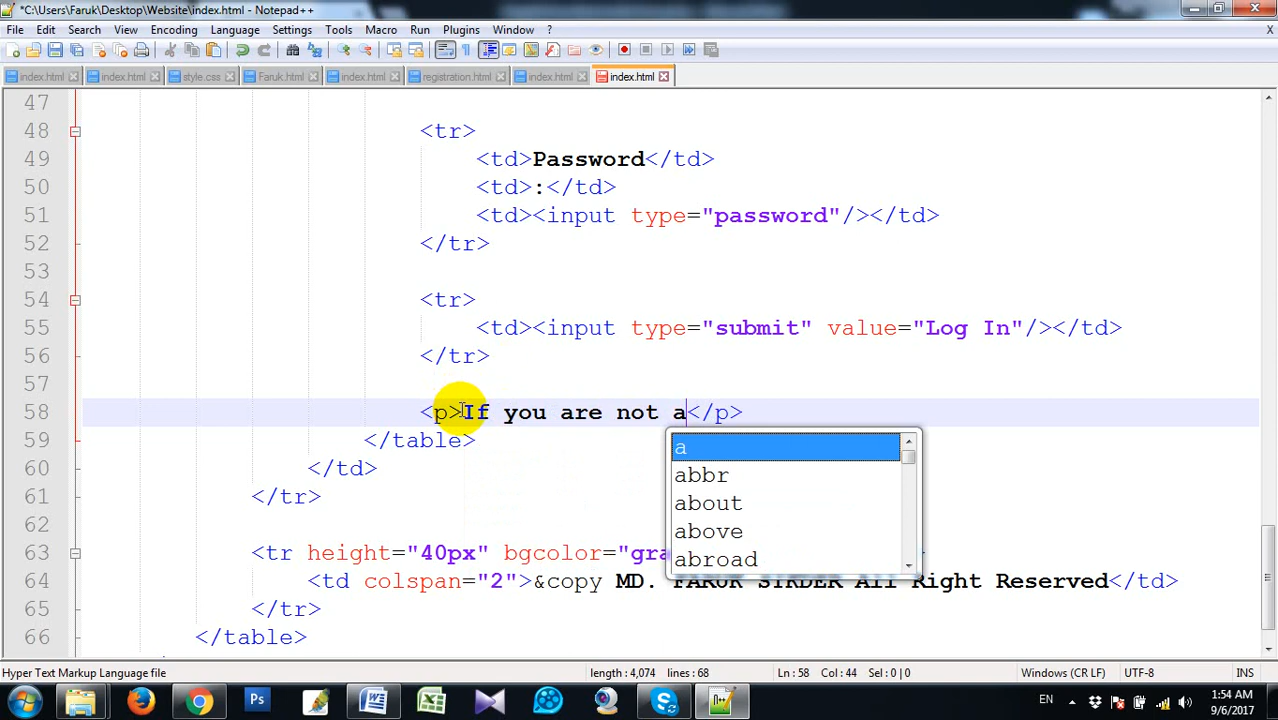 *C:\Users\Faruk\Desktop\Website\index.html - Notepad++
File Edit Search View Encoding Language Settings Tools Macro Run Plugins Window ? X
index.html index.html style.css Faruk.html index.html registration.html index.html index.html
47
48 <tr>
49 <td>Password</td>
50 <td>:</td>
51 <td><input type="password"/></td>
52 </tr>
53
54 <tr>
55 <td><input type="submit" value="Log In"/></td>
56 </tr>
57
58 <p>If you are not a</p>
59 </table>
a
60 </td>
abbr
61 </tr>
about
62
above
63 <tr height="40px" bgcolor="gra
abroad
64 <td colspan="2">&copy MD. FARUK SIRDER All Right Reserved</td>
65 </tr>
66 </table>
Hyper Text Markup Language file length : 4,074 lines : 68 Ln : 58 Col : 44 Sel : 0 | 0 Windows (CR LF) UTF-8 INS
Ps EN 1:54 AM
9/6/2017